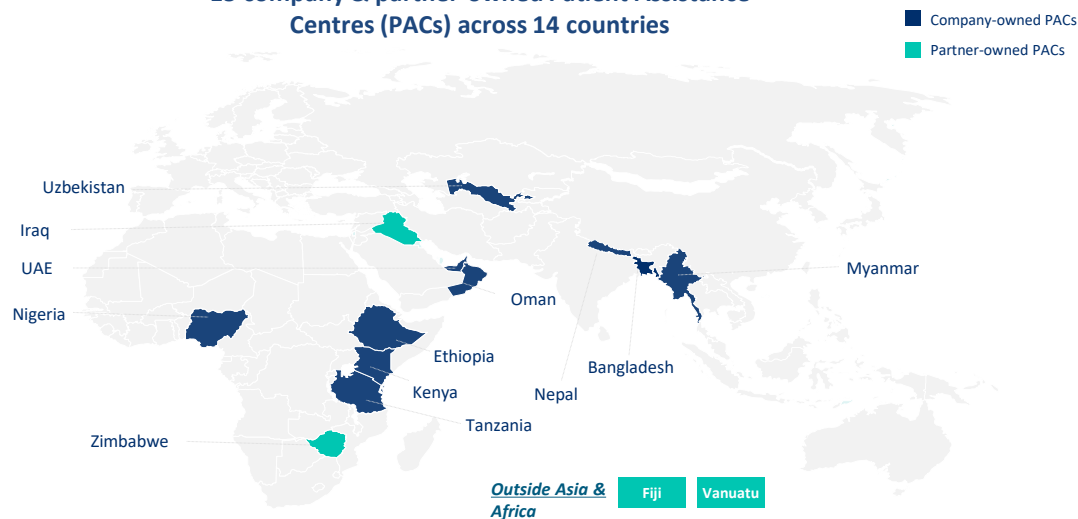 Centres (PACs) across 14 countries
Company-owned PACs
Partner-owned PACs
Uzbekistan
Iraq
UAE
Nigeria
Oman
Myanmar
Ethiopia
Bangladesh
Kenya
Nepal
Tanzania
Zimbabwe
Outside Asia &
Africa
Fiji
Vanuatu